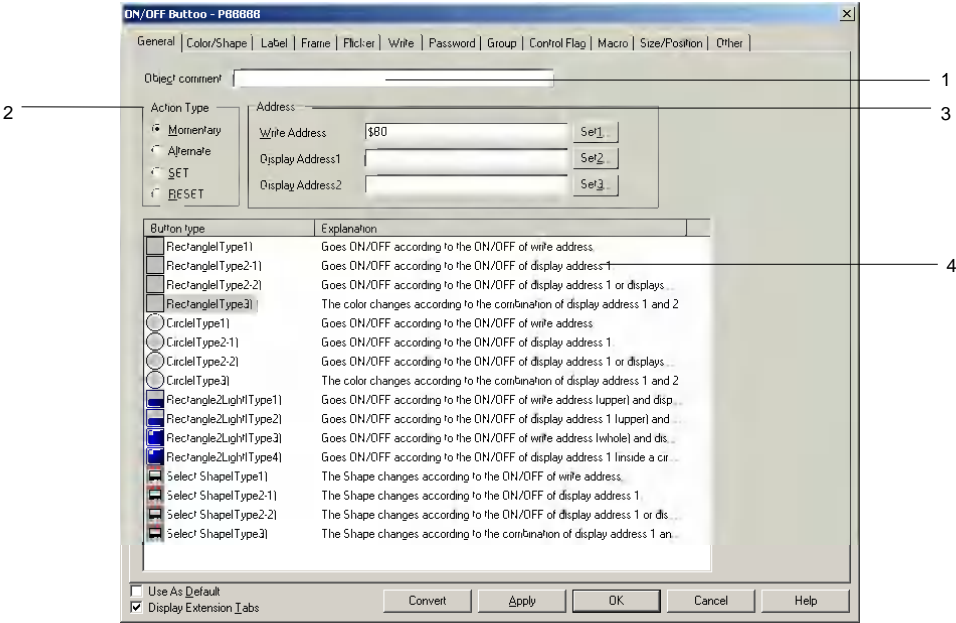 ON/OFF Buttoo - P66666
General Color/Shape Label Frame Flicker Write Password Group Control Flag Macro Size/Position Other
Object comment
1
2
Action Type
Address
3
Momentary
Write Address $80 Set1...
Alternate
Display Address1 Set2...
SET
Display Address2 Set3...
RESET
Button type Explanation
Rectangle(Type1) Goes ON/OFF according to the ON/OFF of write address.
Rectangle(Type2-1) Goes ON/OFF according to the ON/OFF of display address 1.
4
Rectangle(Type2-2) Goes ON/OFF according to the ON/OFF of display address 1 or displays ...
Rectangle(Type3) The color changes according to the combination of display address 1 and 2
Circle(Type1) Goes ON/OFF according to the ON/OFF of write address.
Circle(Type2-1) Goes ON/OFF according to the ON/OFF of display address 1.
Circle(Type2-2) Goes ON/OFF according to the ON/OFF of display address 1 or displays ...
Circle(Type3) The color changes according to the combination of display address 1 and 2
Rectangle2Light(Type1) Goes ON/OFF according to the ON/OFF of write address (upper) and disp...
Rectangle2Light(Type2) Goes ON/OFF according to the ON/OFF of display address 1 (upper) and ...
Rectangle2Light(Type3) Goes ON/OFF according to the ON/OFF of write address (whole) and dis...
Rectangle2Light(Type4) Goes ON/OFF according to the ON/OFF of display address 1 (inside a cir...
Select Shape(Type1) The Shape changes according to the ON/OFF of write address.
Select Shape(Type2-1) The Shape changes according to the ON/OFF of display address 1.
Select Shape(Type2-2) The Shape changes according to the ON/OFF of display address 1 or dis...
Select Shape(Type3) The Shape changes according to the combination of display address 1 an...
Use As Default
Display Extension Tabs
Convert Apply OK Cancel Help